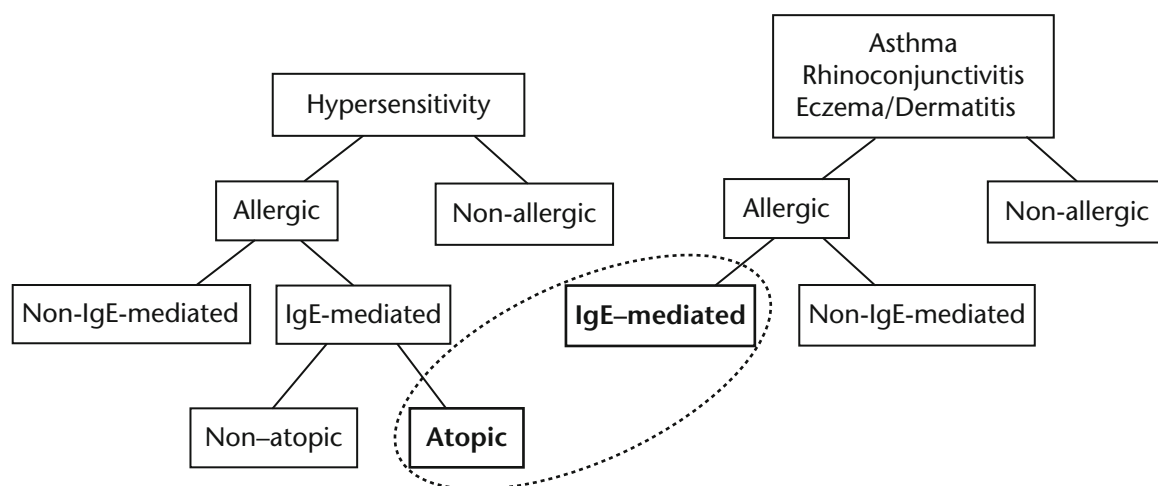 Asthma
Rhinoconjunctivitis
Eczema/Dermatitis
Hypersensitivity
Allergic
Non-allergic
Allergic
Non-allergic
Non-IgE-mediated
IgE-mediated
IgE–mediated
Non-IgE-mediated
Non–atopic
Atopic